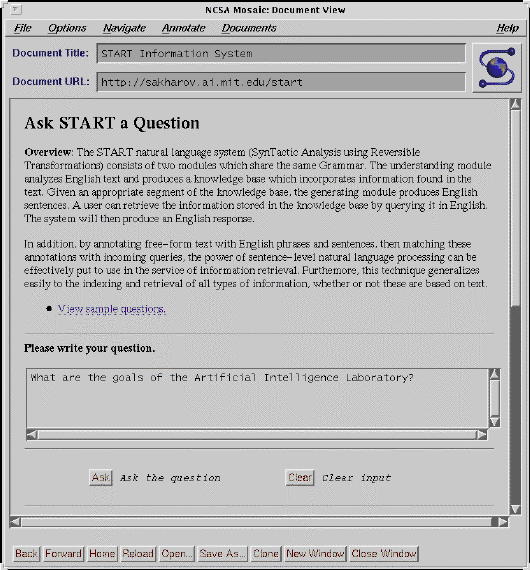 NCSA Mosaic: Document View
File Options Navigate Annotate Documents Help
Document Title: START Information System
Document URL: http://sakharov.ai.mit.edu/start
Ask START a Question
Overview: The START natural language system (SynTactic Analysis using Reversible
Transformations) consists of two modules which share the same Grammar. The understanding module
analyzes English text and produces a knowledge base which incorporates information found in the
text. Given an appropriate segment of the knowledge base, the generating module produces English
sentences. A user can retrieve the information stored in the knowledge base by querying it in English.
The system will then produce an English response.
In addition, by annotating free-form text with English phrases and sentences, then matching these
annotations with incoming queries, the power of sentence-level natural language processing can be
effectively put to use in the service of information retrieval. Furthermore, this technique generalizes
easily to the indexing and retrieval of all types of information, whether or not these are based on text.
View sample questions.
Please write your question.
What are the goals of the Artificial Intelligence Laboratory?
Ask Ask the question Clear Clear input
Back Forward Home Reload Open... Save As... Clone New Window Close Window